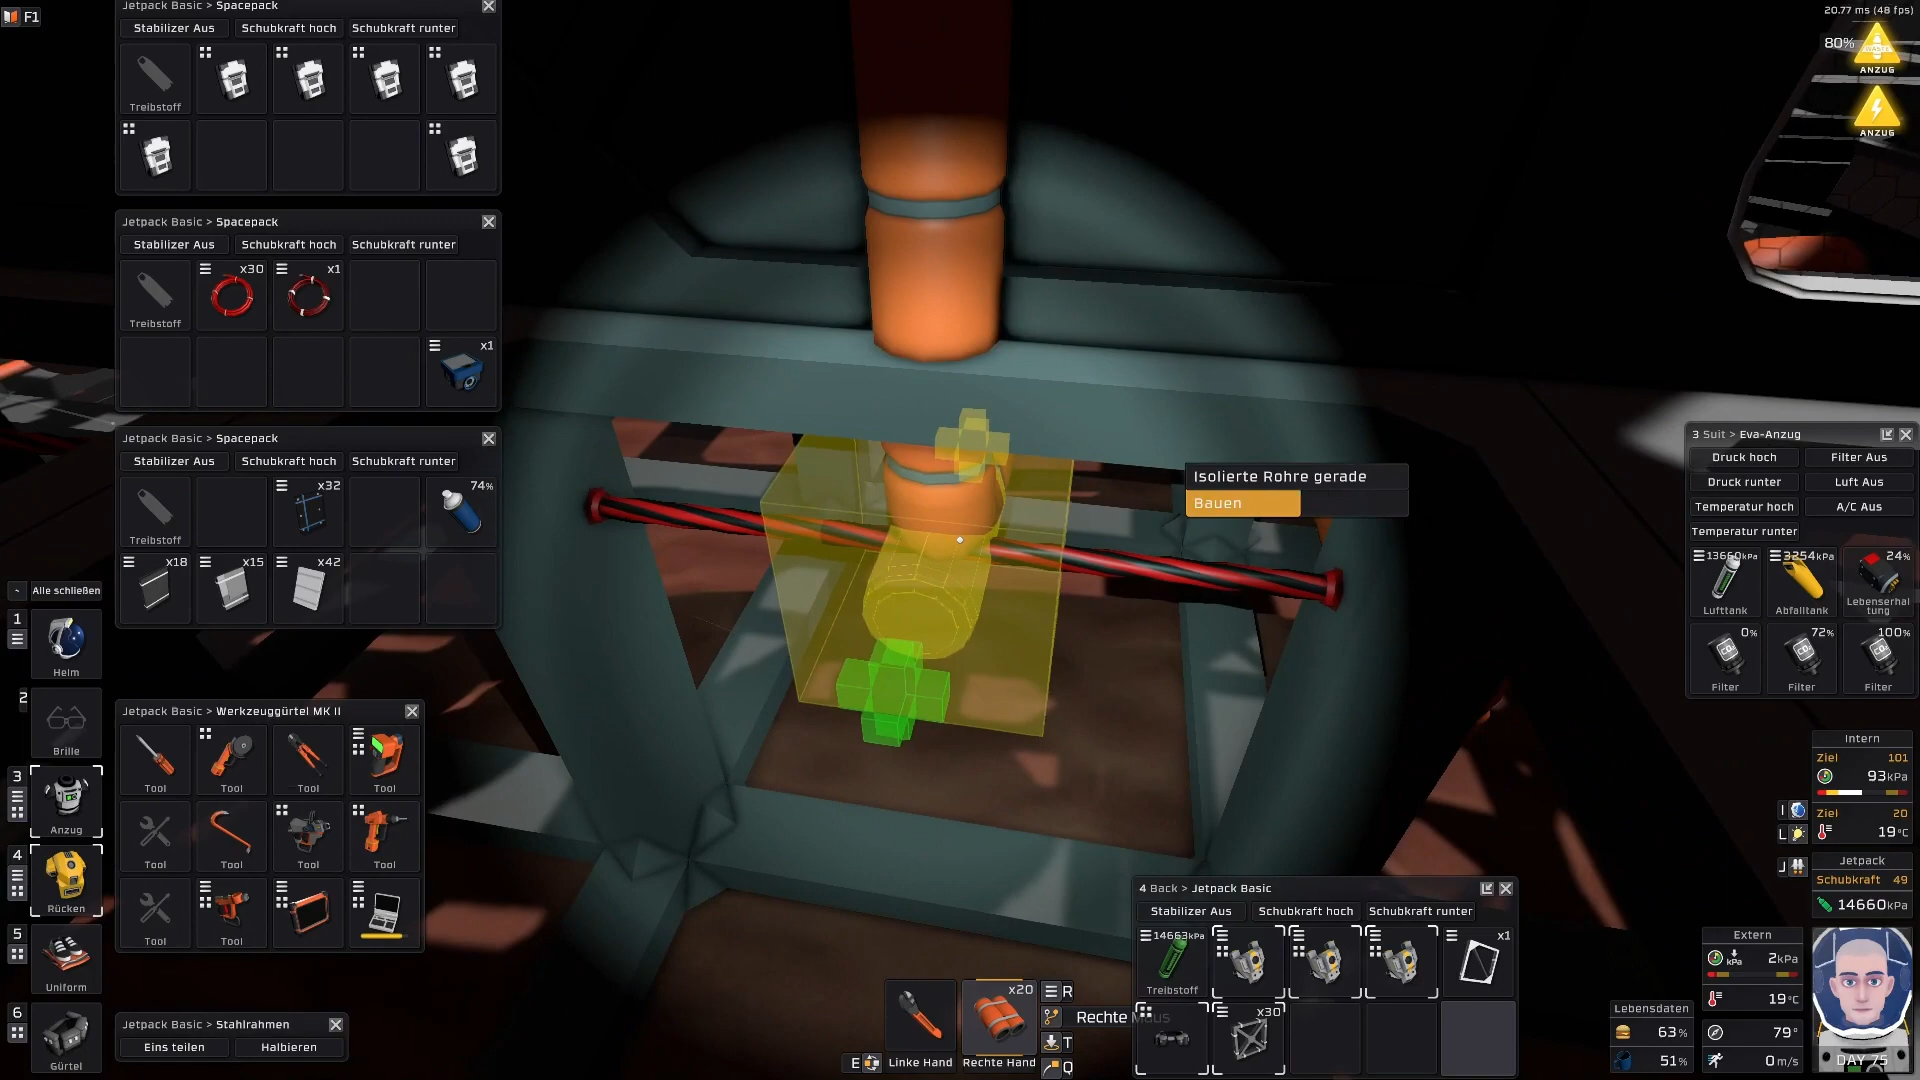 F1
20.77 ms (48 fps)
80%
ANZUG
ANZUG
Jetpack Basic > Spacepack
Stabilizer Aus
Schubkraft hoch
Schubkraft runter
Treibstoff
Jetpack Basic > Spacepack
Stabilizer Aus
Schubkraft hoch
Schubkraft runter
x30
x1
Treibstoff
x1
Jetpack Basic > Spacepack
Stabilizer Aus
Schubkraft hoch
Schubkraft runter
x32
74%
Treibstoff
x18
x15
x42
Isolierte Rohre gerade
Bauen
3 Suit > Eva-Anzug
Druck hoch
Filter Aus
Druck runter
Luft Aus
Temperatur hoch
A/C Aus
Temperatur runter
13660kPa
3254kPa
24%
Lufttank
Abfalltank
Lebenserhal
tung
0%
72%
100%
Filter
Filter
Filter
~
Alle schließen
1
Helm
2
Brille
3
Anzug
4
Rücken
5
Uniform
6
Gürtel
Jetpack Basic > Werkzeuggürtel MK II
Tool
Tool
Tool
Tool
Tool
Tool
Tool
Tool
Tool
Tool
Jetpack Basic > Stahlrahmen
Eins teilen
Halbieren
Intern
Ziel 101
93kPa
Ziel 20
19°C
I
L
J
Jetpack
Schubkraft 49
14660kPa
4 Back > Jetpack Basic
Stabilizer Aus
Schubkraft hoch
Schubkraft runter
14663kPa
x1
Treibstoff
x30
E
Linke Hand
x20
Rechte Hand
R
Rechte Maus
T
Q
Extern
kPa
2kPa
19°C
Lebensdaten
63%
51%
79°
0m/s
DAY 75